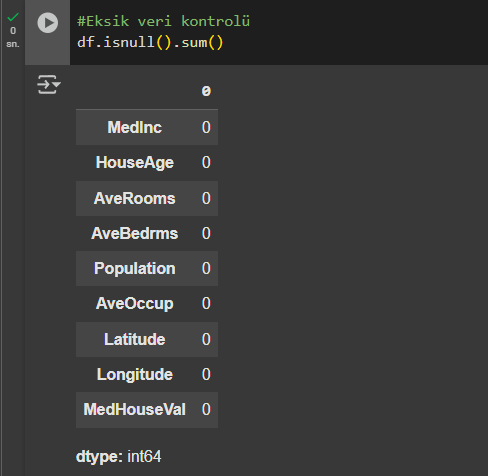 #Eksik veri kontrolü
0
sn.
df.isnull().sum()
0
MedInc 0
HouseAge 0
AveRooms 0
AveBedrms 0
Population 0
AveOccup 0
Latitude 0
Longitude 0
MedHouseVal 0
dtype: int64